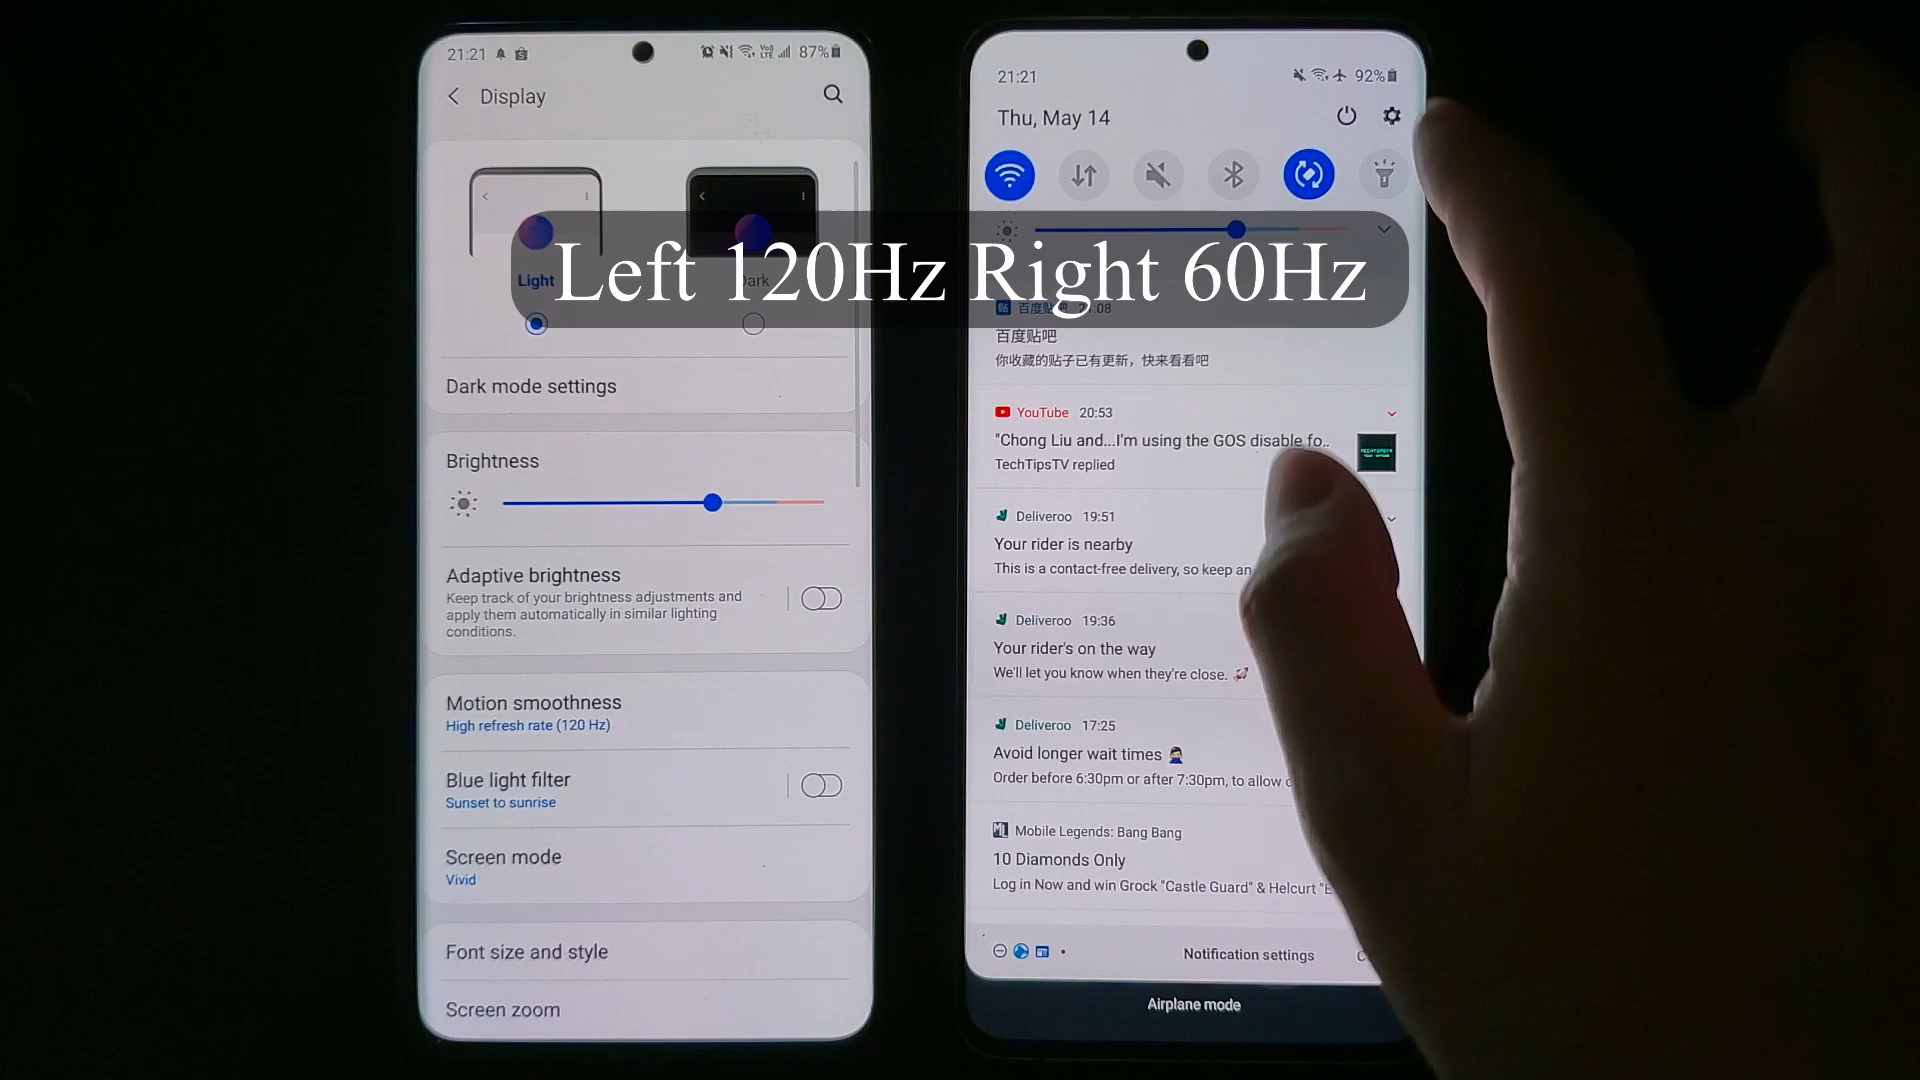 21:21
87%
Display
Light
Dark mode settings
Brightness
Adaptive brightness
Keep track of your brightness adjustments and
apply them automatically in similar lighting
conditions.
Motion smoothness
High refresh rate (120 Hz)
Blue light filter
Sunset to sunrise
Screen mode
Vivid
Font size and style
Screen zoom
Left 120Hz Right 60Hz
21:21
92%
Thu, May 14
百度贴吧
百度贴吧
你收藏的贴子已有更新，快来看看吧
YouTube 20:53
"Chong Liu and...I'm using the GOS disable fo..
TechTipsTV replied
Deliveroo 19:51
Your rider is nearby
This is a contact-free delivery, so keep an
Deliveroo 19:36
Your rider's on the way
We'll let you know when they're close. 🚀
Deliveroo 17:25
Avoid longer wait times
Order before 6:30pm or after 7:30pm, to allow
Mobile Legends: Bang Bang
10 Diamonds Only
Log in Now and win Grock "Castle Guard" & Helcurt
Notification settings
Airplane mode